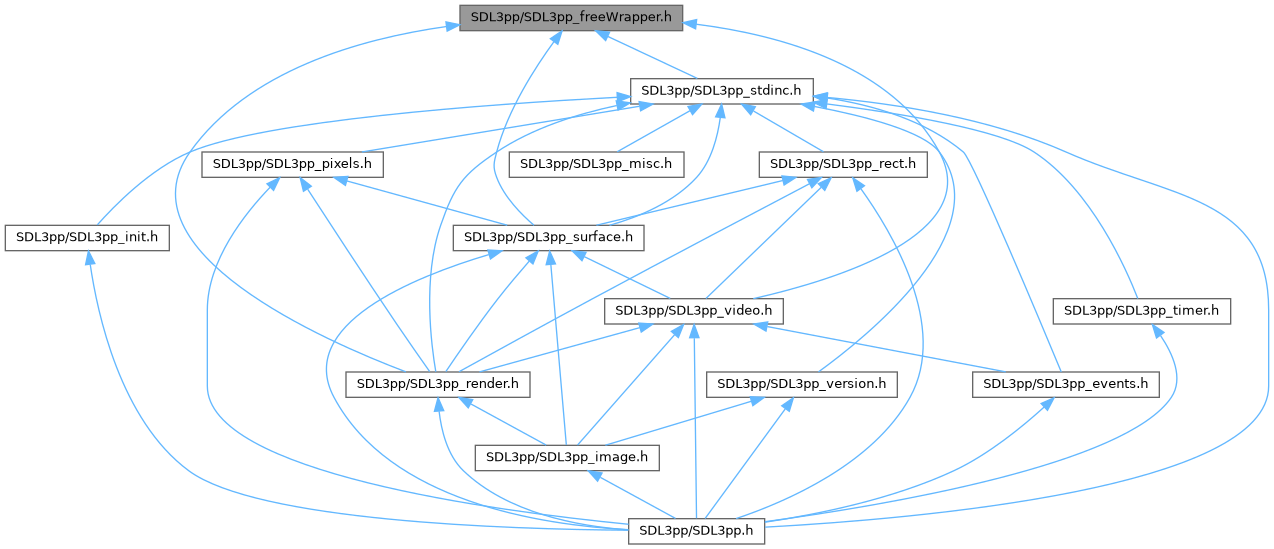 SDL3pp/SDL3pp_freeWrapper.h
SDL3pp/SDL3pp_stdinc.h
SDL3pp/SDL3pp_pixels.h
SDL3pp/SDL3pp_misc.h
SDL3pp/SDL3pp_rect.h
SDL3pp/SDL3pp_init.h
SDL3pp/SDL3pp_surface.h
SDL3pp/SDL3pp_video.h
SDL3pp/SDL3pp_timer.h
SDL3pp/SDL3pp_render.h
SDL3pp/SDL3pp_version.h
SDL3pp/SDL3pp_events.h
SDL3pp/SDL3pp_image.h
SDL3pp/SDL3pp.h